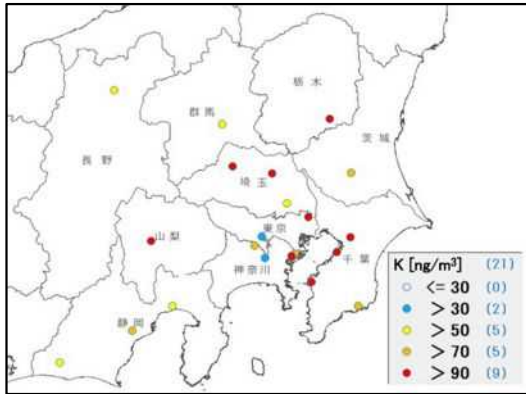 栃木
群馬
茨城
長野
埼玉
東京
山梨
千葉
神奈川
静岡
K [ng/m³] (21)
<= 30 (0)
> 30 (2)
> 50 (5)
> 70 (5)
> 90 (9)